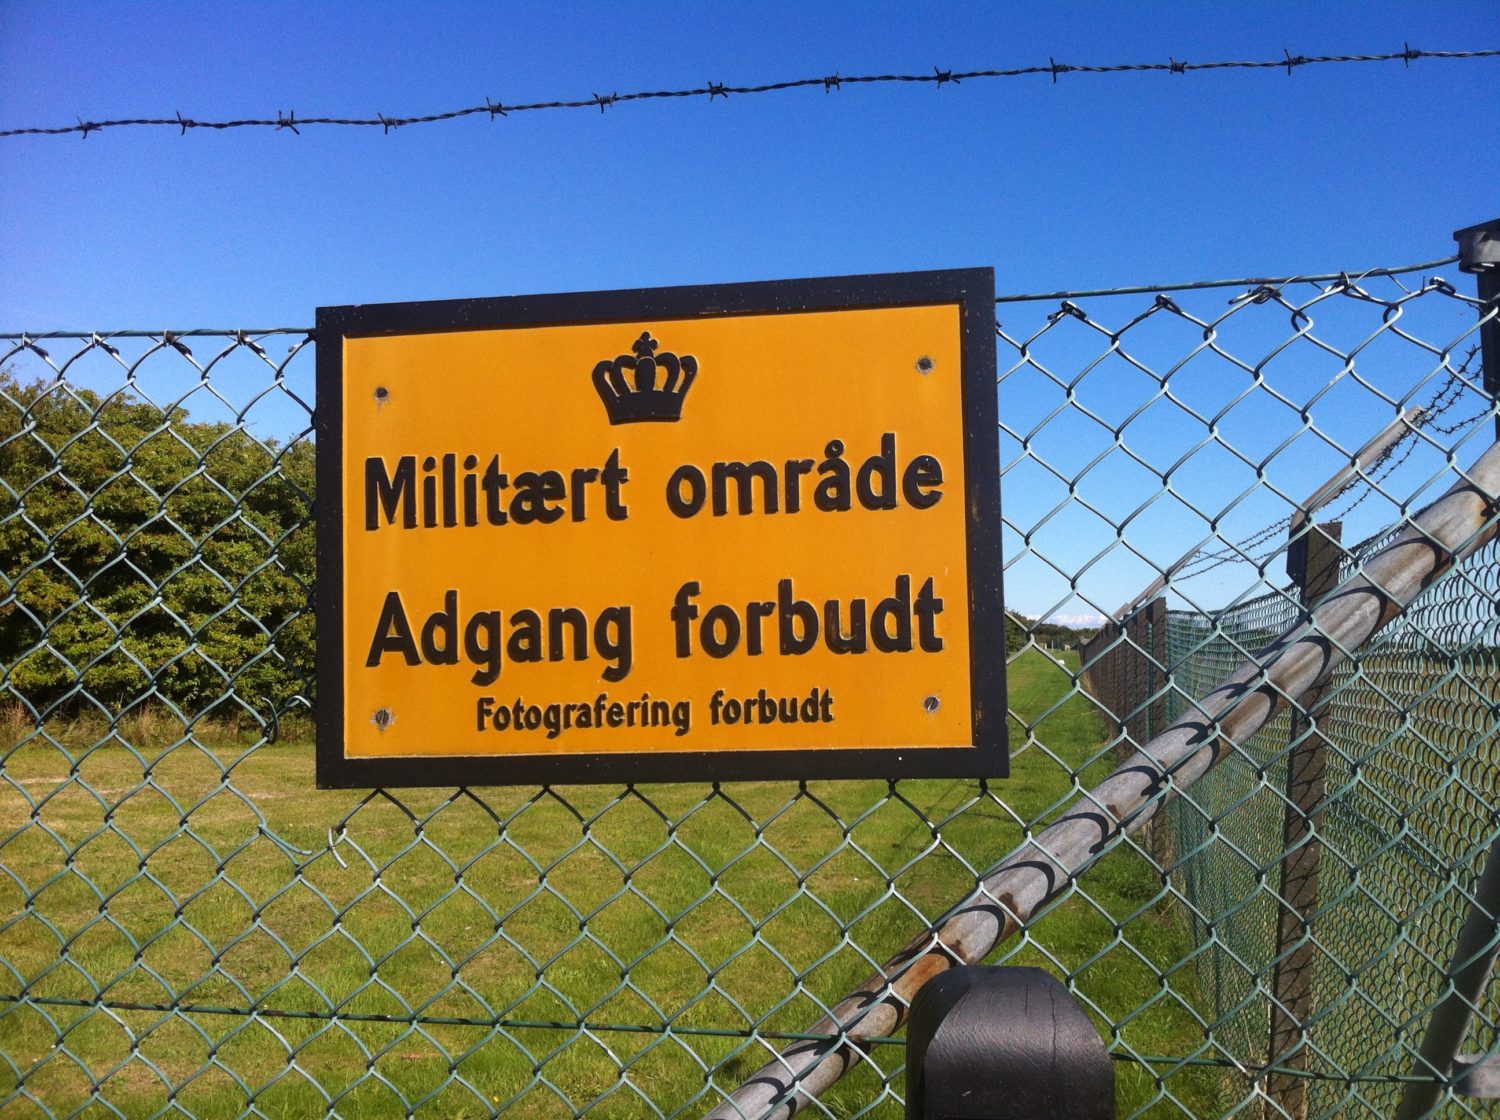 Militært område
Adgang forbudt
Fotografering forbudt